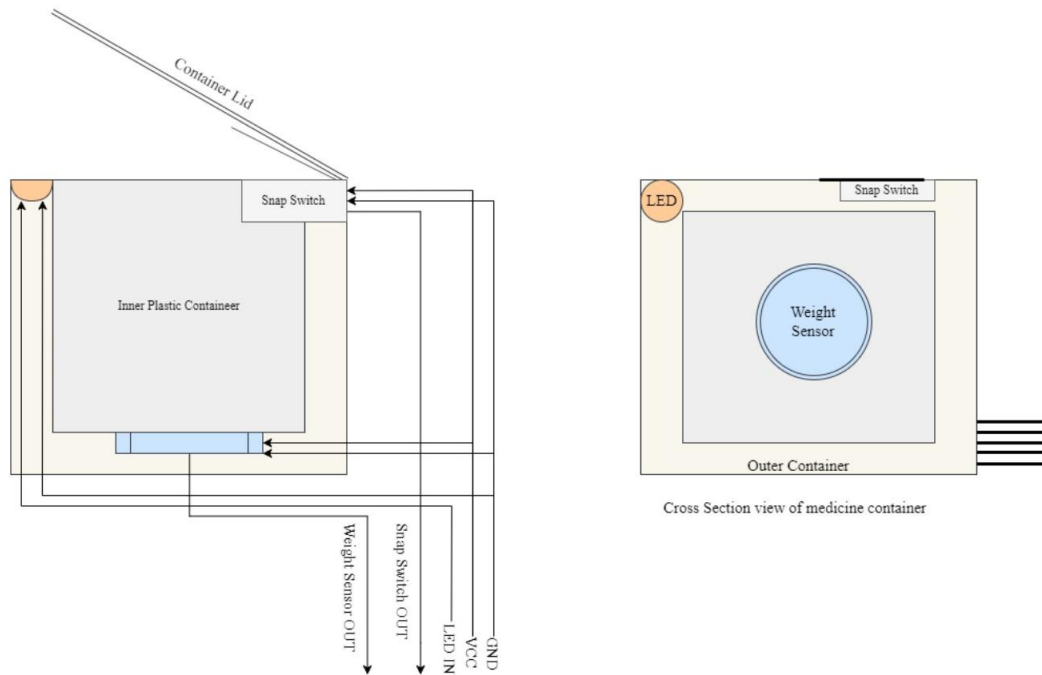 Container Lid
Snap Switch
Inner Plastic Containeer
Weight Sensor OUT
Snap Switch OUT
LED IN
VCC
GND
LED
Snap Switch
Weight
Sensor
Outer Container
Cross Section view of medicine container